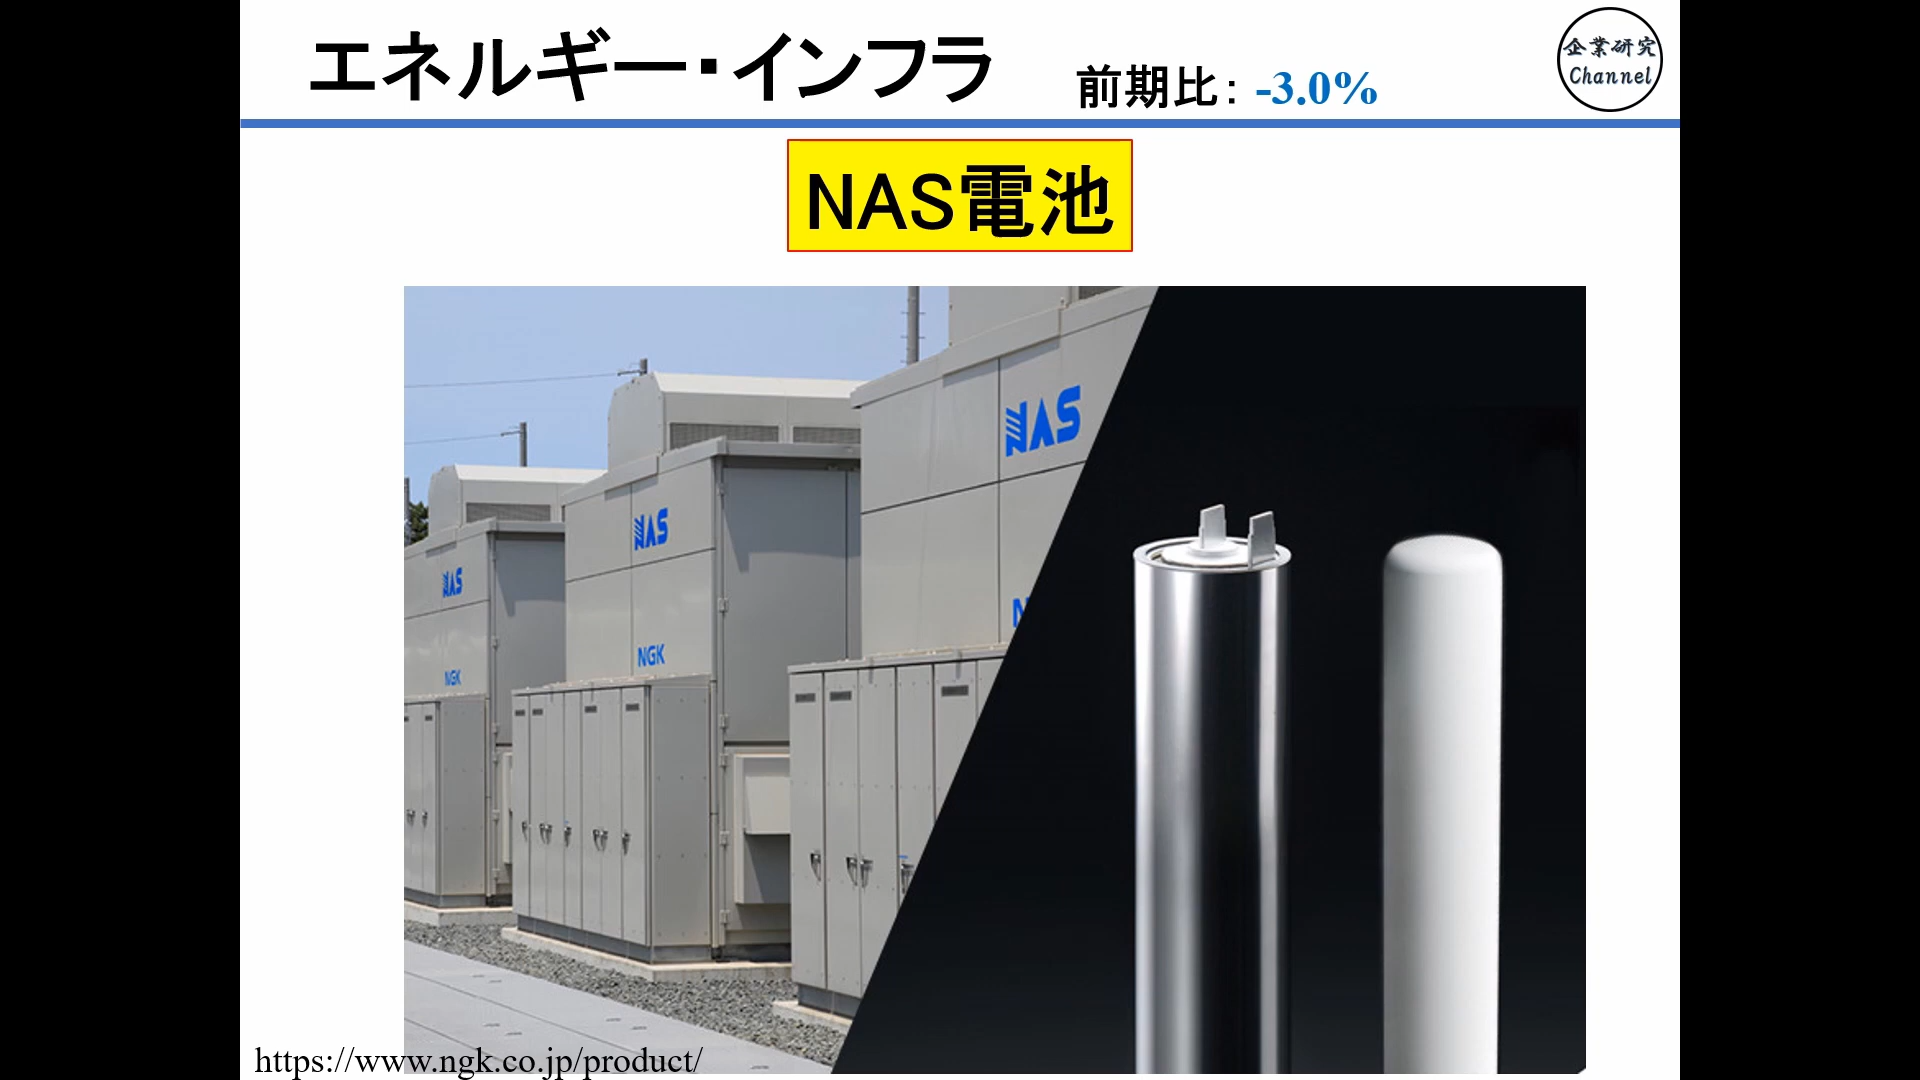 エネルギー・インフラ 前期比: -3.0%
企業研究
Channel
NAS電池
NAS
NAS
NAS
NGK
NGK
N
https://www.ngk.co.jp/product/